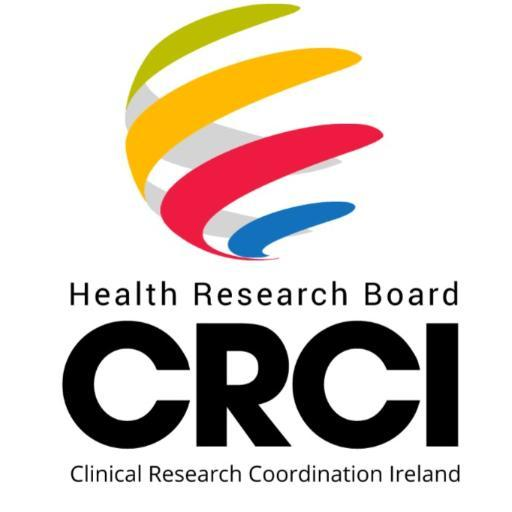 Health Research Board
CRCI
Clinical Research Coordination Ireland